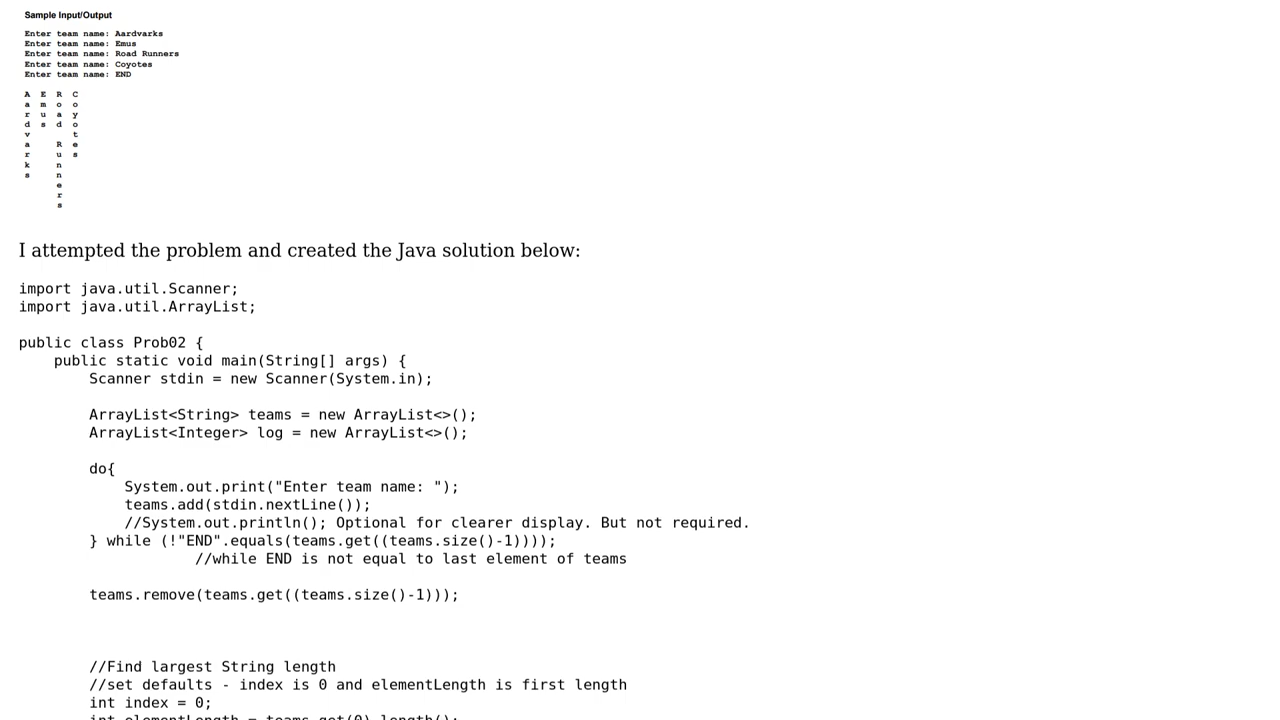 Sample Input/Output
Enter team name: Aardvarks
Enter team name: Emus
Enter team name: Road Runners
Enter team name: Coyotes
Enter team name: END
A E R C
a m o o
r u a y
d s d o
v     t
a   R e
r   u s
k   n
s   n
    e
    r
    s
I attempted the problem and created the Java solution below:
import java.util.Scanner;
import java.util.ArrayList;
public class Prob02 {
    public static void main(String[] args) {
        Scanner stdin = new Scanner(System.in);
        ArrayList<String> teams = new ArrayList<>();
        ArrayList<Integer> log = new ArrayList<>();
        do{
            System.out.print("Enter team name: ");
            teams.add(stdin.nextLine());
            //System.out.println(); Optional for clearer display. But not required.
        } while (!"END".equals(teams.get((teams.size()-1))));
                    //while END is not equal to last element of teams
        teams.remove(teams.get((teams.size()-1)));
        //Find largest String length
        //set defaults - index is 0 and elementLength is first length
        int index = 0;
        int elementLength = teams.get(0).length();